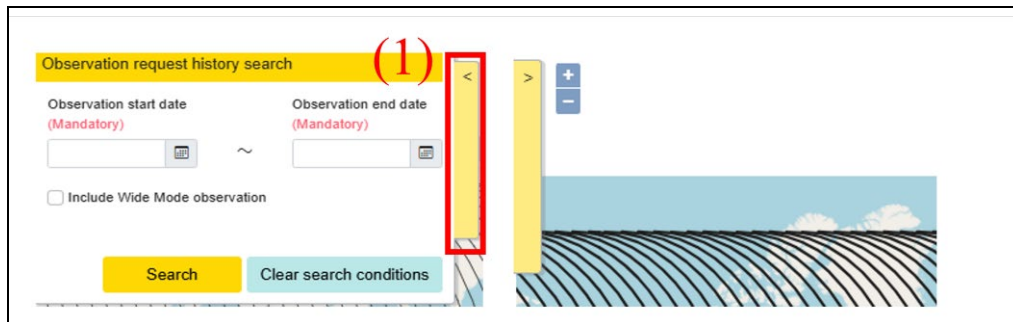 Observation request history search
(1)
<
>
+
−
Observation start date
Observation end date
(Mandatory)
(Mandatory)
～
Include Wide Mode observation
Search
Clear search conditions